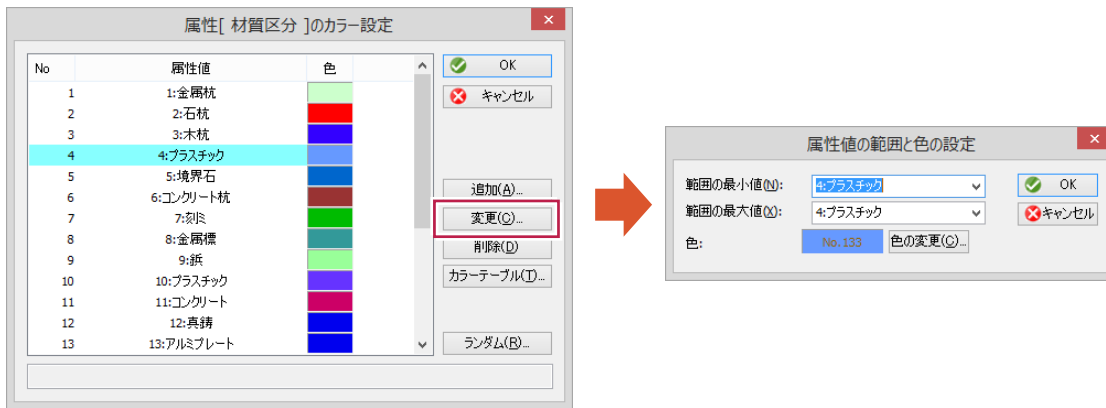 属性[ 材質区分 ]のカラー設定
No 属性値 色
1 1:金属杭
2 2:石杭
3 3:木杭
4 4:プラスチック
5 5:境界石
6 6:コンクリート杭
7 7:刻ミ
8 8:金属標
9 9:鋲
10 10:プラスチック
11 11:コンクリート
12 12:真鋳
13 13:アルミプレート
OK
キャンセル
追加(A)...
変更(C)...
削除(D)
カラーテーブル(T)...
ランダム(R)...
属性値の範囲と色の設定
範囲の最小値(N): 4:プラスチック
範囲の最大値(X): 4:プラスチック
色: No.133 色の変更(C)...
OK
キャンセル